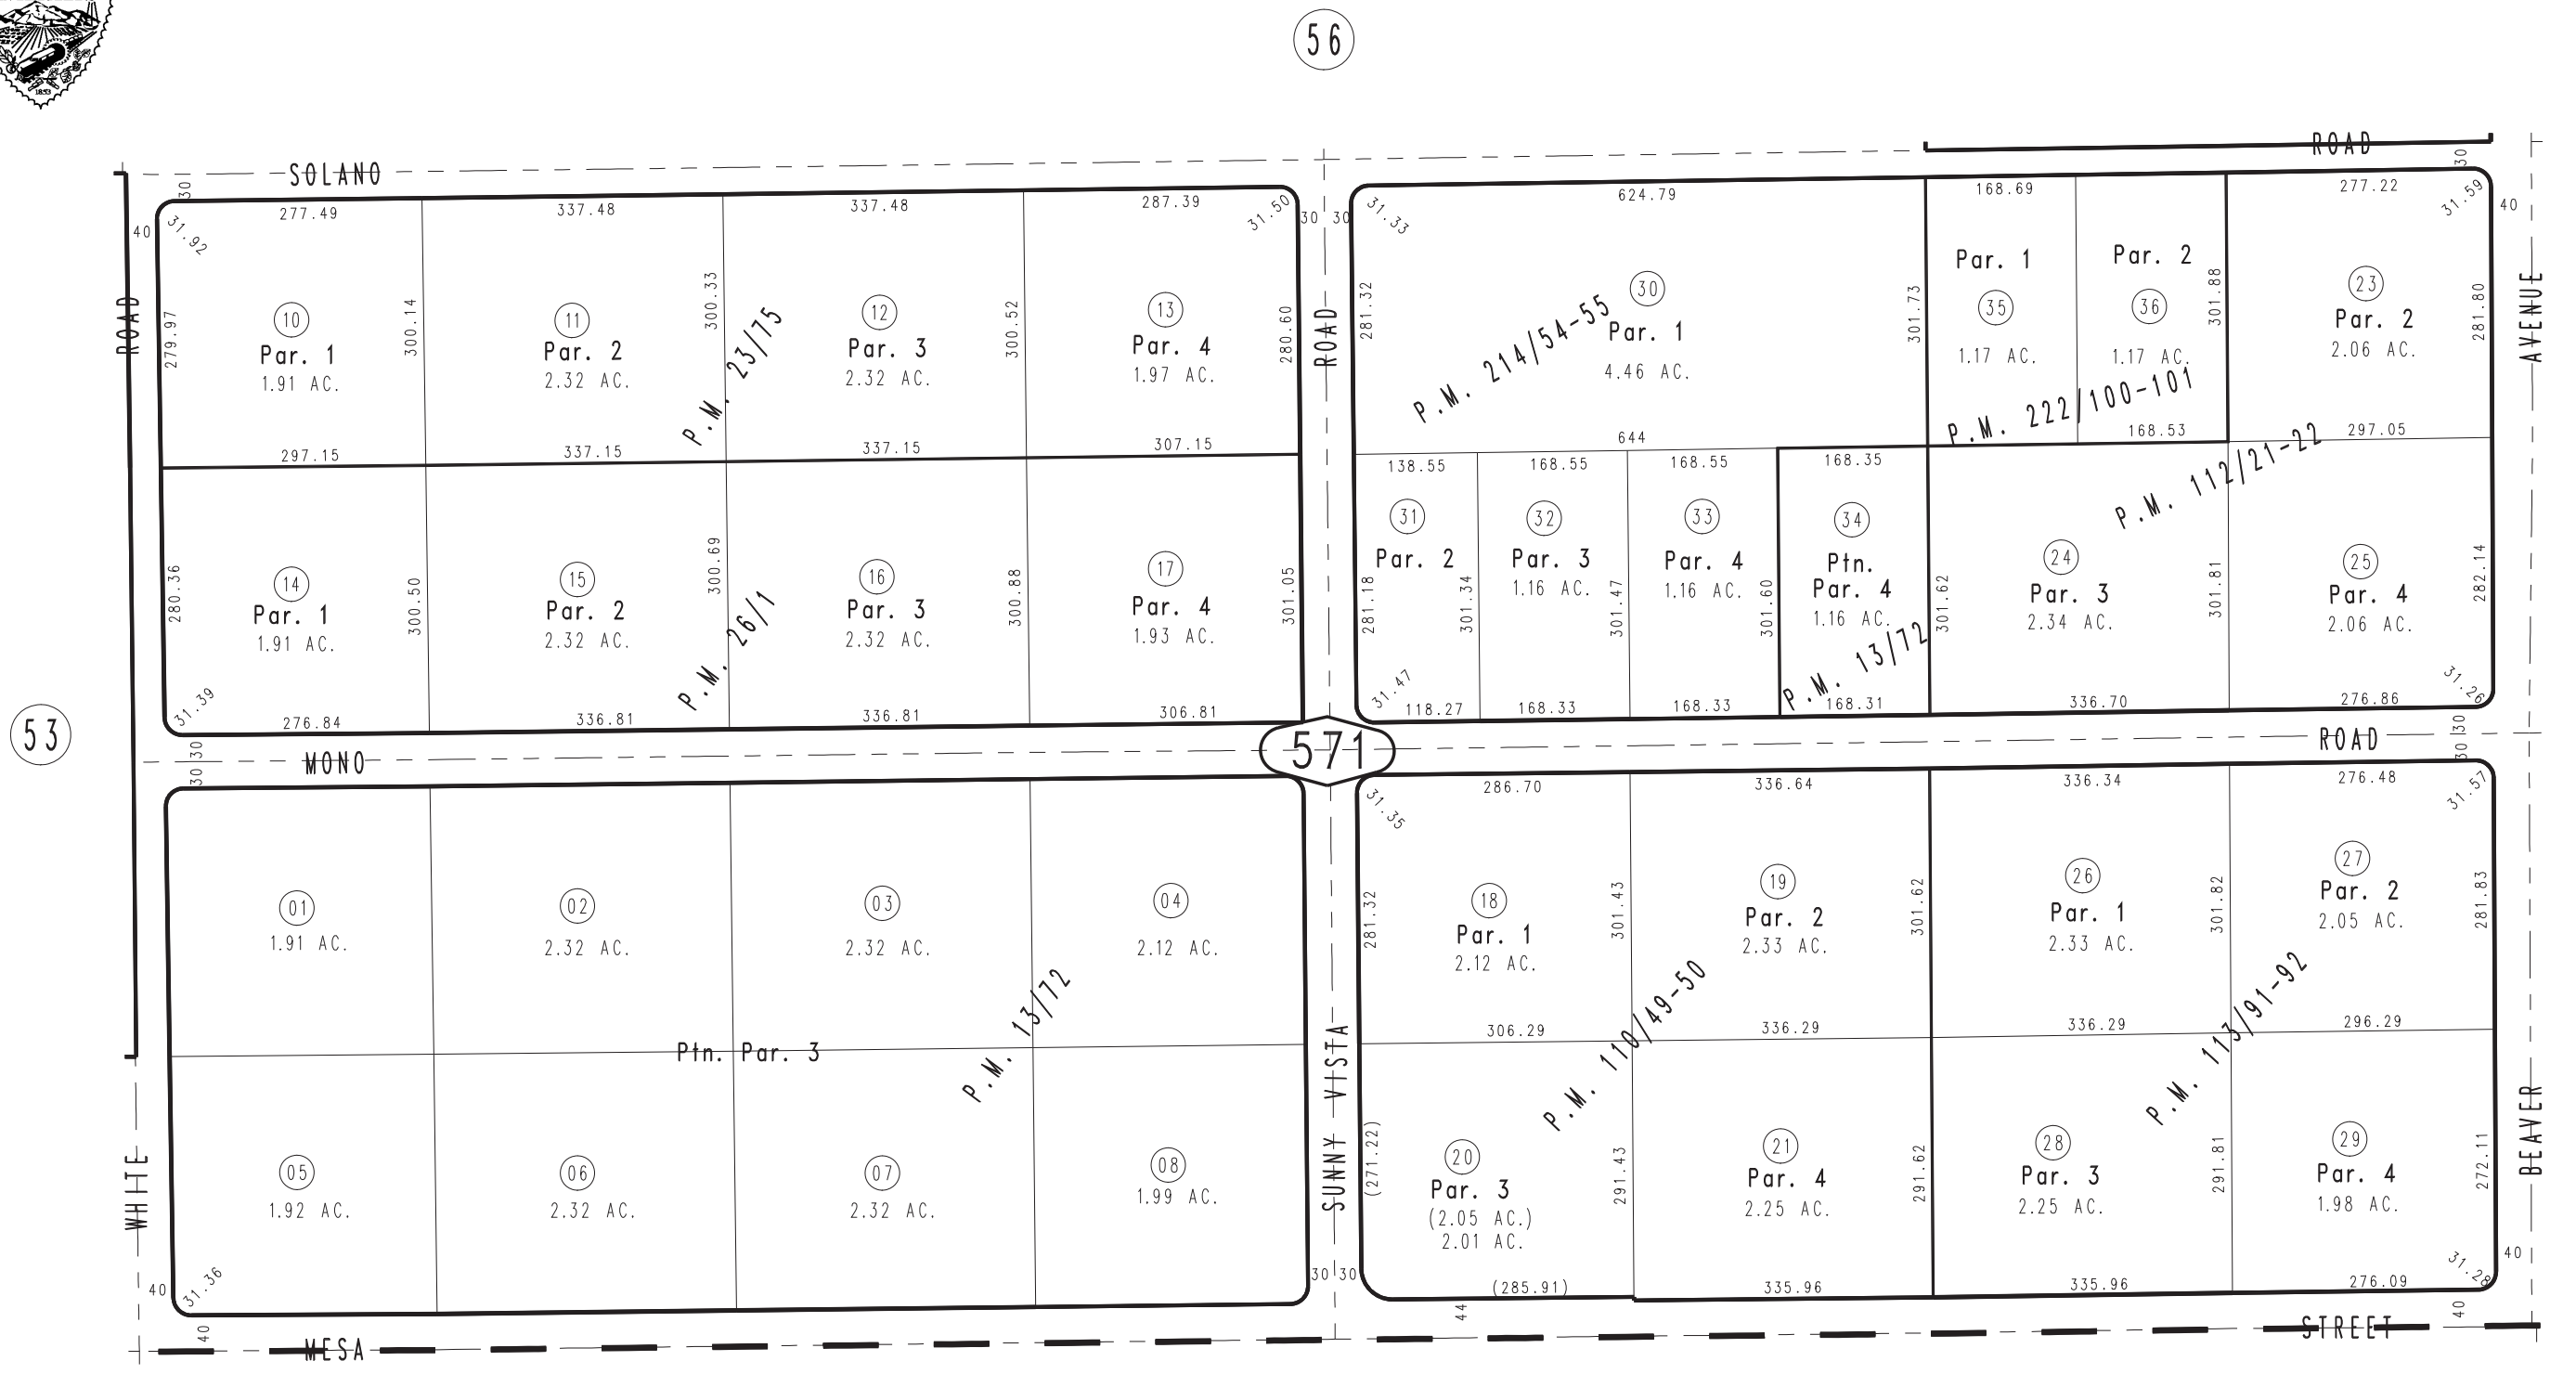 1853
56
53
571
SOLANO ROAD
30 30
277.49 337.48 337.48 287.39 624.79 168.69 277.22
31.92 31.50 30 30 31.33 31.59
40 40
ROAD
ROAD
AVENUE
279.97 300.14 300.33 300.52 280.60 281.32 301.73 301.88 281.80
10
Par. 1
1.91 AC.
11
Par. 2
2.32 AC.
P.M. 23/75
12
Par. 3
2.32 AC.
13
Par. 4
1.97 AC.
P.M. 214/54-55
30
Par. 1
4.46 AC.
Par. 1
35
1.17 AC.
Par. 2
36
1.17 AC.
P.M. 222/100-101
23
Par. 2
2.06 AC.
297.15 337.15 337.15 307.15 644 168.53 297.05
138.55 168.55 168.55 168.35
P.M. 112/21-22
14
Par. 1
1.91 AC.
15
Par. 2
2.32 AC.
P.M. 26/1
16
Par. 3
2.32 AC.
17
Par. 4
1.93 AC.
31
Par. 2
32
Par. 3
1.16 AC.
33
Par. 4
1.16 AC.
34
Ptn.
Par. 4
1.16 AC.
P.M. 13/72
24
Par. 3
2.34 AC.
25
Par. 4
2.06 AC.
280.36 300.50 300.69 300.88 301.05 281.18 301.34 301.47 301.60 301.62 301.81 282.14
31.39 31.47 31.26
276.84 336.81 336.81 306.81 118.27 168.33 168.33 168.31 336.70 276.86
30 30
MONO ROAD
30 30
286.70 336.64 336.34 276.48
31.35 31.57
01
1.91 AC.
02
2.32 AC.
03
2.32 AC.
04
2.12 AC.
18
Par. 1
2.12 AC.
19
Par. 2
2.33 AC.
26
Par. 1
2.33 AC.
27
Par. 2
2.05 AC.
281.32 301.43 301.62 301.82 281.83
P.M. 13/72
P.M. 110/49-50
P.M. 113/91-92
306.29 336.29 336.29 296.29
Ptn. Par. 3
SUNNY VISTA
WHITE
BEAVER
05
1.92 AC.
06
2.32 AC.
07
2.32 AC.
08
1.99 AC.
20
Par. 3
(2.05 AC.)
2.01 AC.
21
Par. 4
2.25 AC.
28
Par. 3
2.25 AC.
29
Par. 4
1.98 AC.
(271.22) 291.43 291.62 291.81 272.11
40 31.36 30 30 31.28 40
(285.91) 335.96 335.96 276.09
40 44 40
MESA STREET